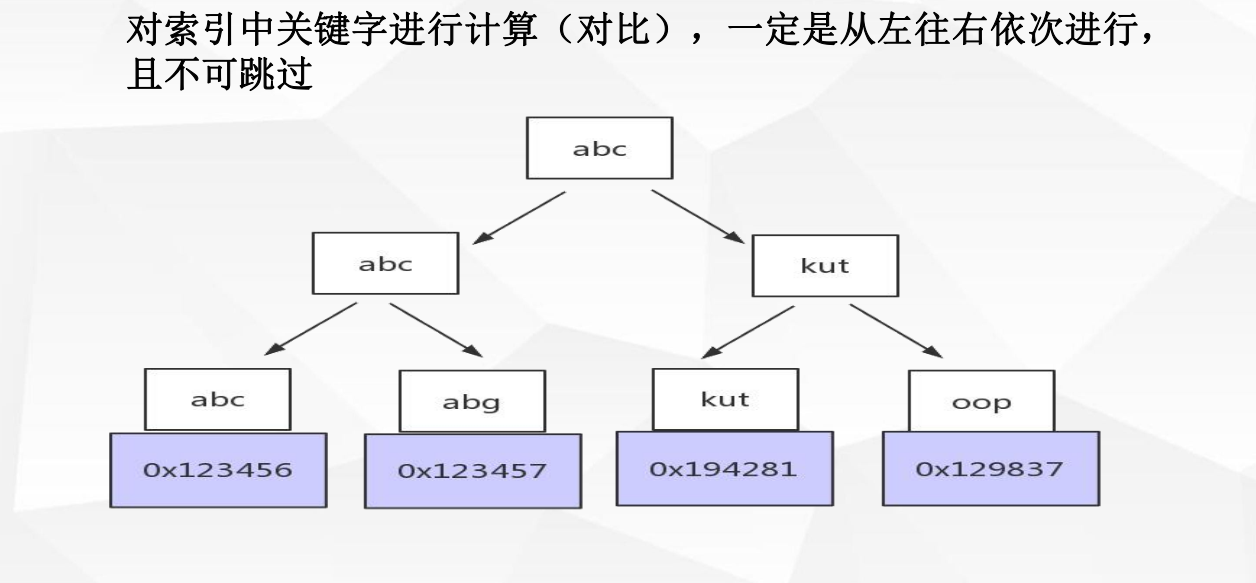 对索引中关键字进行计算（对比），一定是从左往右依次进行，
且不可跳过
abc
abc
kut
abc
abg
kut
oop
0x123456
0x123457
0x194281
0x129837